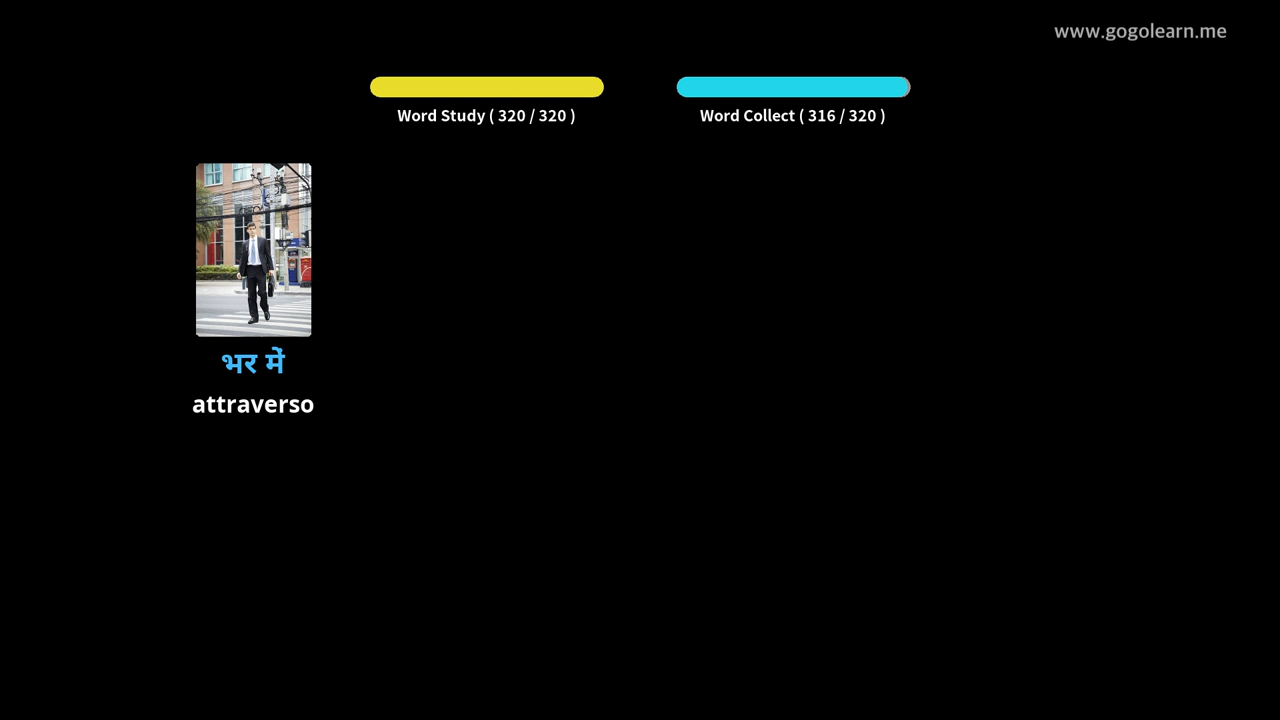 www.gogolearn.me
Word Study ( 320 / 320 )
Word Collect ( 316 / 320 )
भर में
attraverso